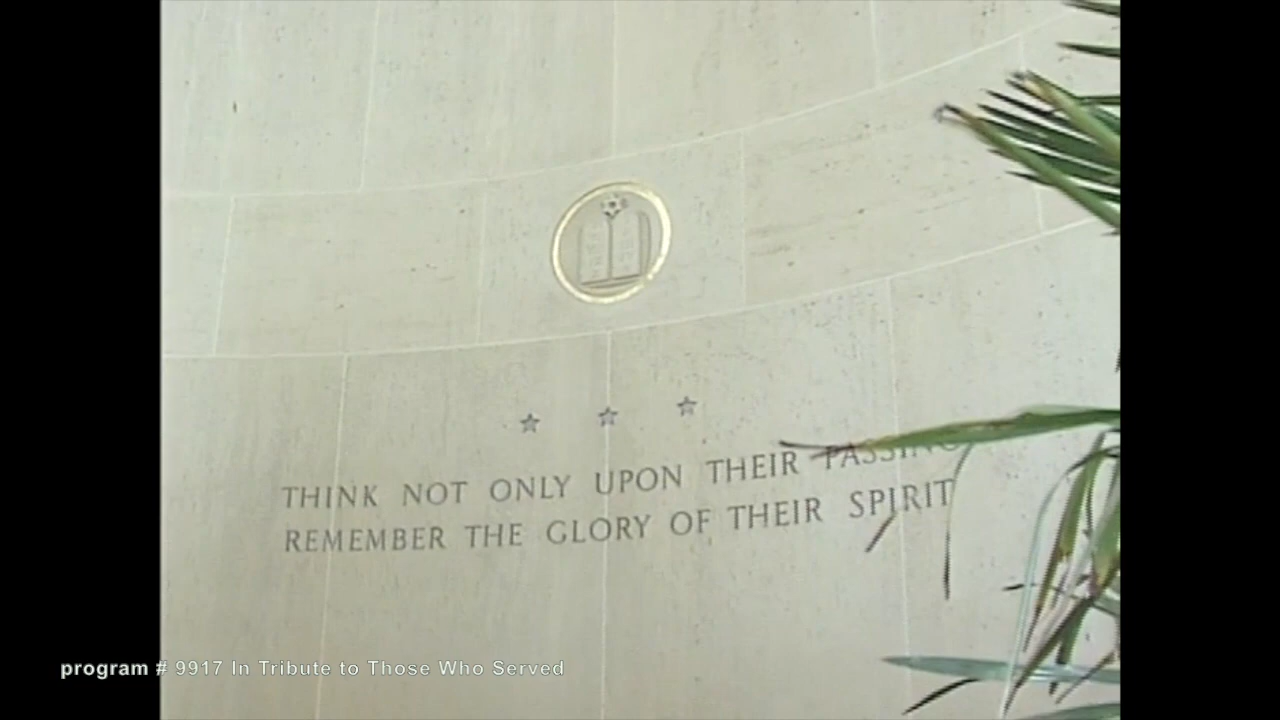 THINK NOT ONLY UPON THEIR PASSING
REMEMBER THE GLORY OF THEIR SPIRIT
program # 9917 In Tribute to Those Who Served